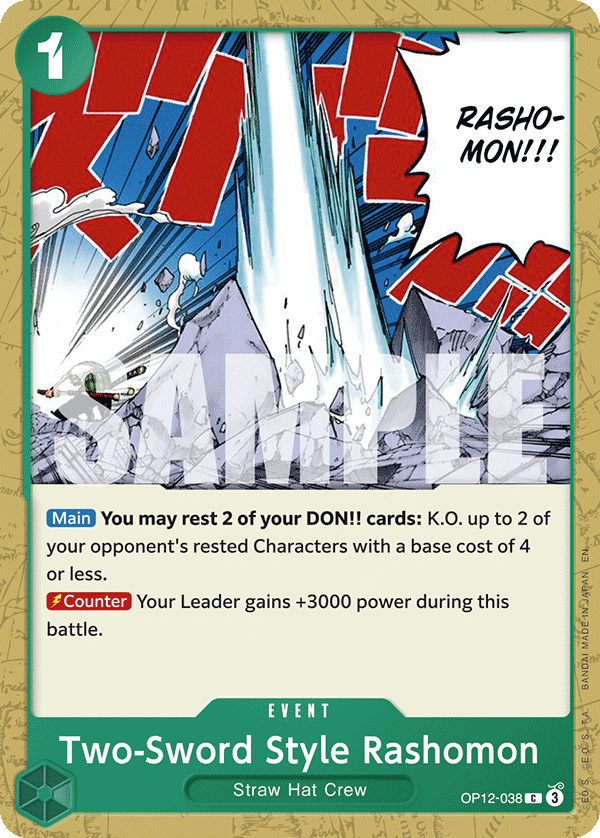 1
RASHO-
MON!!!
SAMPLE
Main You may rest 2 of your DON!! cards: K.O. up to 2 of
your opponent's rested Characters with a base cost of 4
or less.
Counter Your Leader gains +3000 power during this
battle.
EVENT
Two-Sword Style Rashomon
Straw Hat Crew
OP12-038 C 3
BANDAI MADE IN JAPAN EN